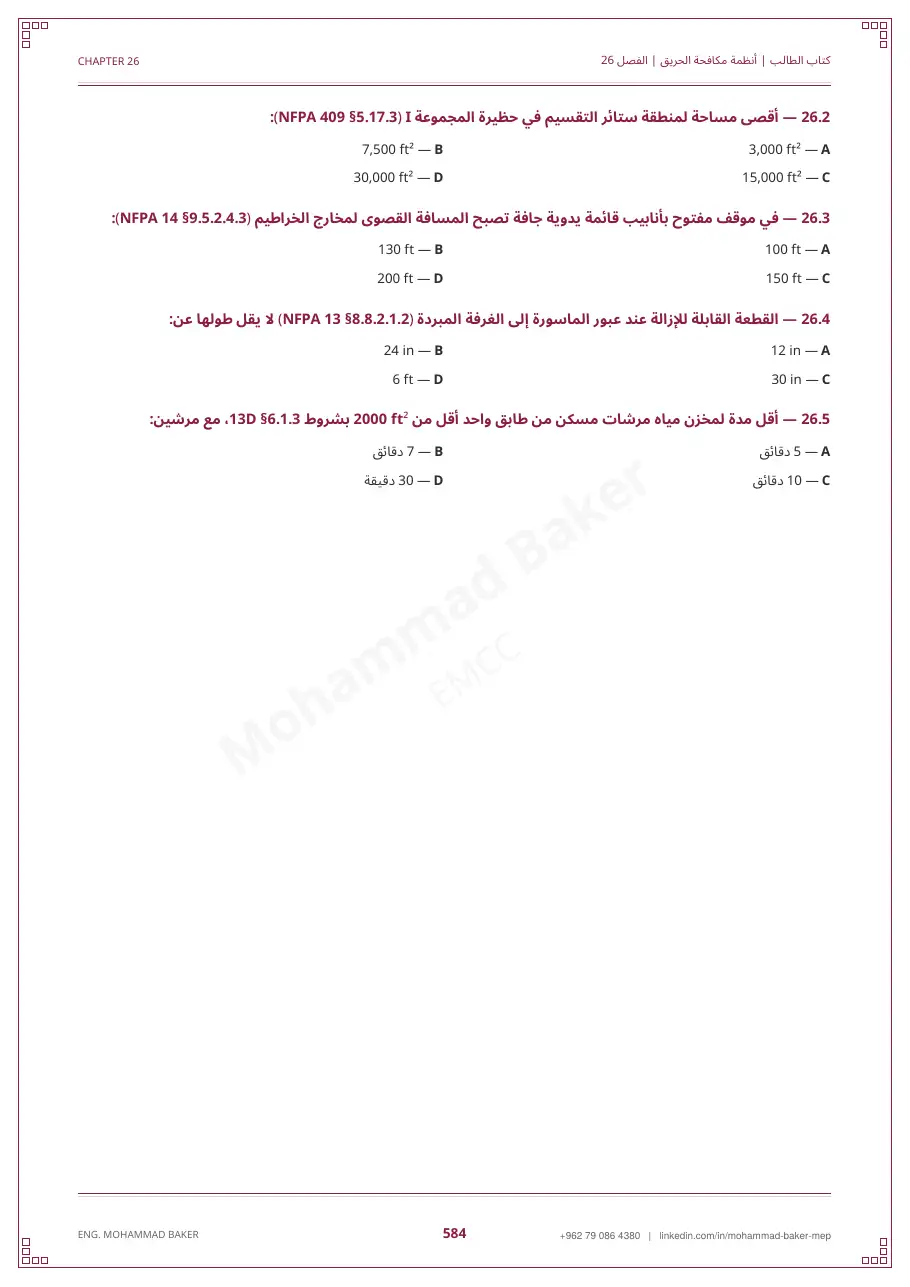 كتاب الطالب | أنظمة مكافحة الحريق | الفصل 26
CHAPTER 26
26.2 — أقصى مساحة لمنطقة ستائر التقسيم في حظيرة المجموعة I (NFPA 409 §5.17.3):
A — 3,000 ft²
B — 7,500 ft²
C — 15,000 ft²
D — 30,000 ft²
26.3 — في موقف مفتوح بأنابيب قائمة يدوية جافة تصبح المسافة القصوى لمخارج الخراطيم (NFPA 14 §9.5.2.4.3):
A — 100 ft
B — 130 ft
C — 150 ft
D — 200 ft
26.4 — القطعة القابلة للإزالة عند عبور الماسورة إلى الغرفة المبردة (NFPA 13 §8.8.2.1.2) لا يقل طولها عن:
A — 12 in
B — 24 in
C — 30 in
D — 6 ft
26.5 — أقل مدة لمخزن مياه مرشات مسكن من طابق واحد أقل من 2000 ft² بشروط 13D §6.1.3، مع مرشين:
A — 5 دقائق
B — 7 دقائق
C — 10 دقائق
D — 30 دقيقة
Mohammad Baker
EMCC
ENG. MOHAMMAD BAKER
584
+962 79 086 4380 | linkedin.com/in/mohammad-baker-mep